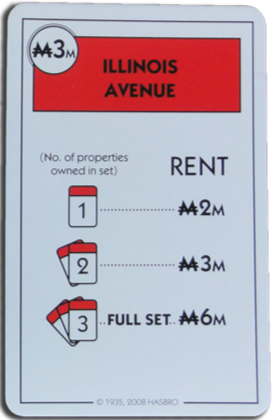 ₩3M
ILLINOIS
AVENUE
(No. of properties
owned in set)
RENT
1 ₩2M
2 ₩3M
3 FULL SET ₩6M
© 1935, 2008 HASBRO